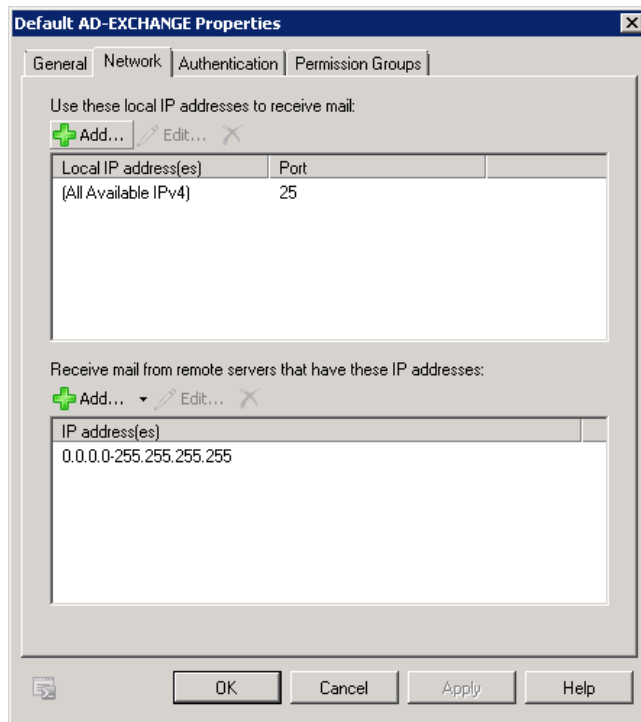 Default AD-EXCHANGE Properties
General Network Authentication Permission Groups
Use these local IP addresses to receive mail:
Add... Edit...
Local IP address(es) Port
(All Available IPv4) 25
Receive mail from remote servers that have these IP addresses:
Add... Edit...
IP address(es)
0.0.0.0-255.255.255.255
OK Cancel Apply Help